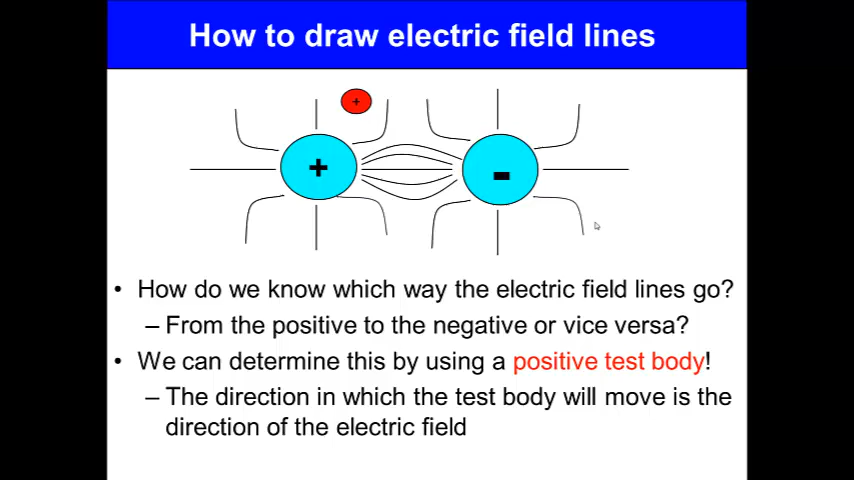 How to draw electric field lines
+
+
-
• How do we know which way the electric field lines go?
– From the positive to the negative or vice versa?
• We can determine this by using a positive test body!
– The direction in which the test body will move is the
direction of the electric field